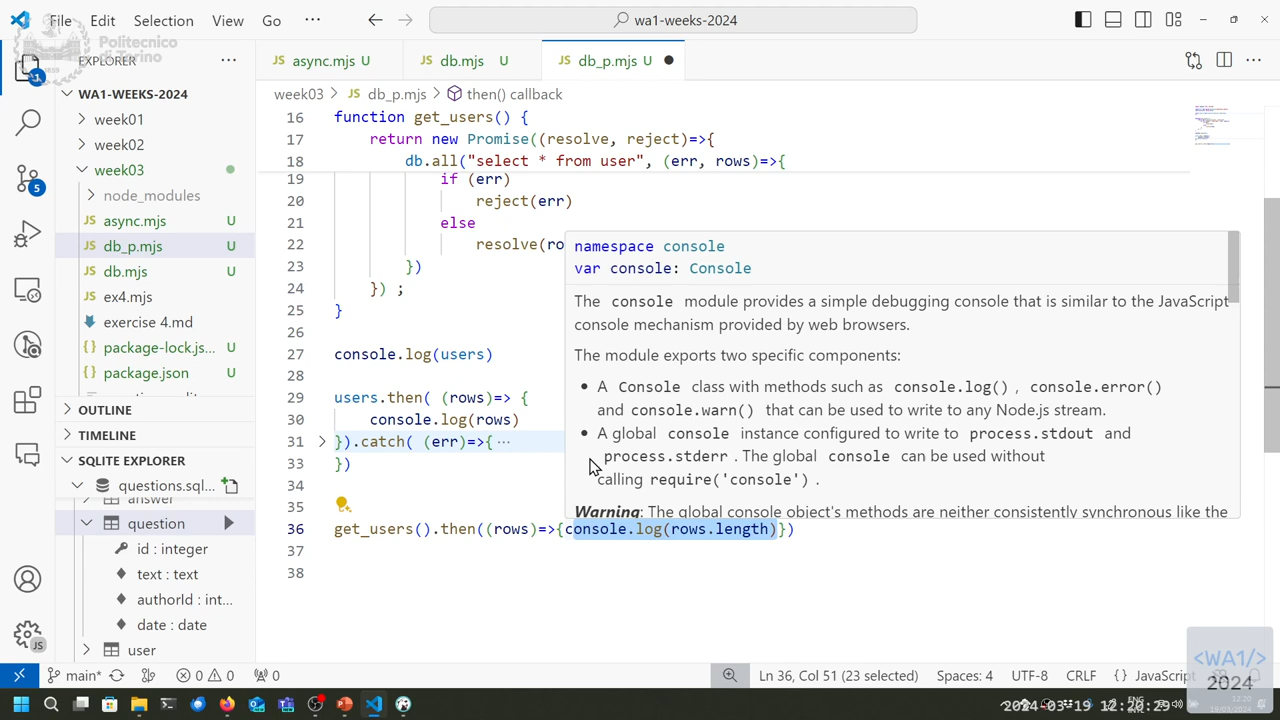 File Edit Selection View Go ··· wa1-weeks-2024
Politecnico
di Torino
EXPLORER ···
JS async.mjs U JS db.mjs U JS db_p.mjs U
WA1-WEEKS-2024
week03 > JS db_p.mjs > then() callback
week01
week02
week03
node_modules
JS async.mjs U
JS db_p.mjs
JS db.mjs U
JS ex4.mjs
exercise 4.md
{} package-lock.js... U
{} package.json U
OUTLINE
TIMELINE
SQLITE EXPLORER
questions.sql...
answer
question
id : integer
text : text
authorId : int...
date : date
user
1
5
JS
16 function get_users() {
17 return new Promise((resolve, reject)=>{
18 db.all("select * from user", (err, rows)=>{
19 if (err)
20 reject(err)
21 else
22 resolve(ro
23 })
24 }) ;
25 }
26
27 console.log(users)
28
29 users.then( (rows)=> {
30 console.log(rows)
31 }).catch( (err)=>{ ···
33 })
34
35
36 get_users().then((rows)=>{console.log(rows.length)})
37
38
namespace console
var console: Console
The console module provides a simple debugging console that is similar to the JavaScript
console mechanism provided by web browsers.
The module exports two specific components:
• A Console class with methods such as console.log() , console.error()
and console.warn() that can be used to write to any Node.js stream.
• A global console instance configured to write to process.stdout and
process.stderr . The global console can be used without
calling require('console') .
Warning: The global console object's methods are neither consistently synchronous like the
main* 0 0 0 Ln 36, Col 51 (23 selected) Spaces: 4 UTF-8 CRLF {} JavaScript
<WA1/>
2024
2024-03-19 12:20:25